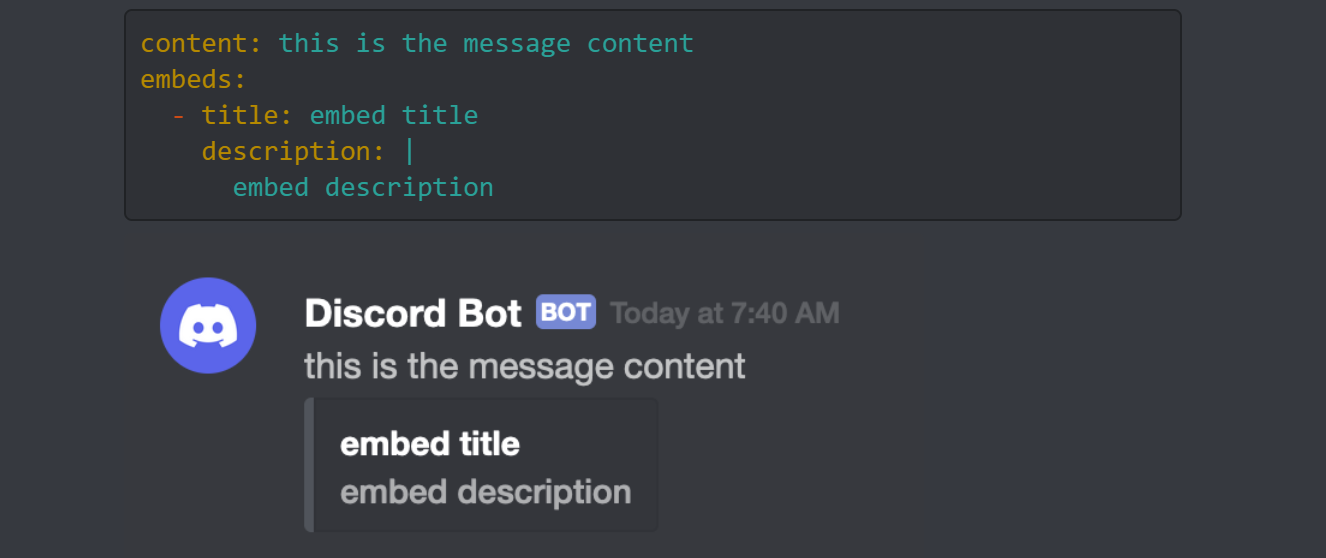 content: this is the message content
embeds:
  - title: embed title
    description: |
      embed description
Discord Bot BOT Today at 7:40 AM
this is the message content
embed title
embed description